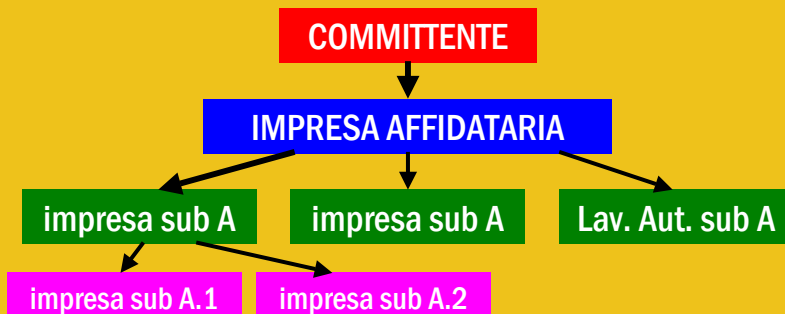 COMMITTENTE
IMPRESA AFFIDATARIA
impresa sub A
impresa sub A
Lav. Aut. sub A
impresa sub A.1
impresa sub A.2